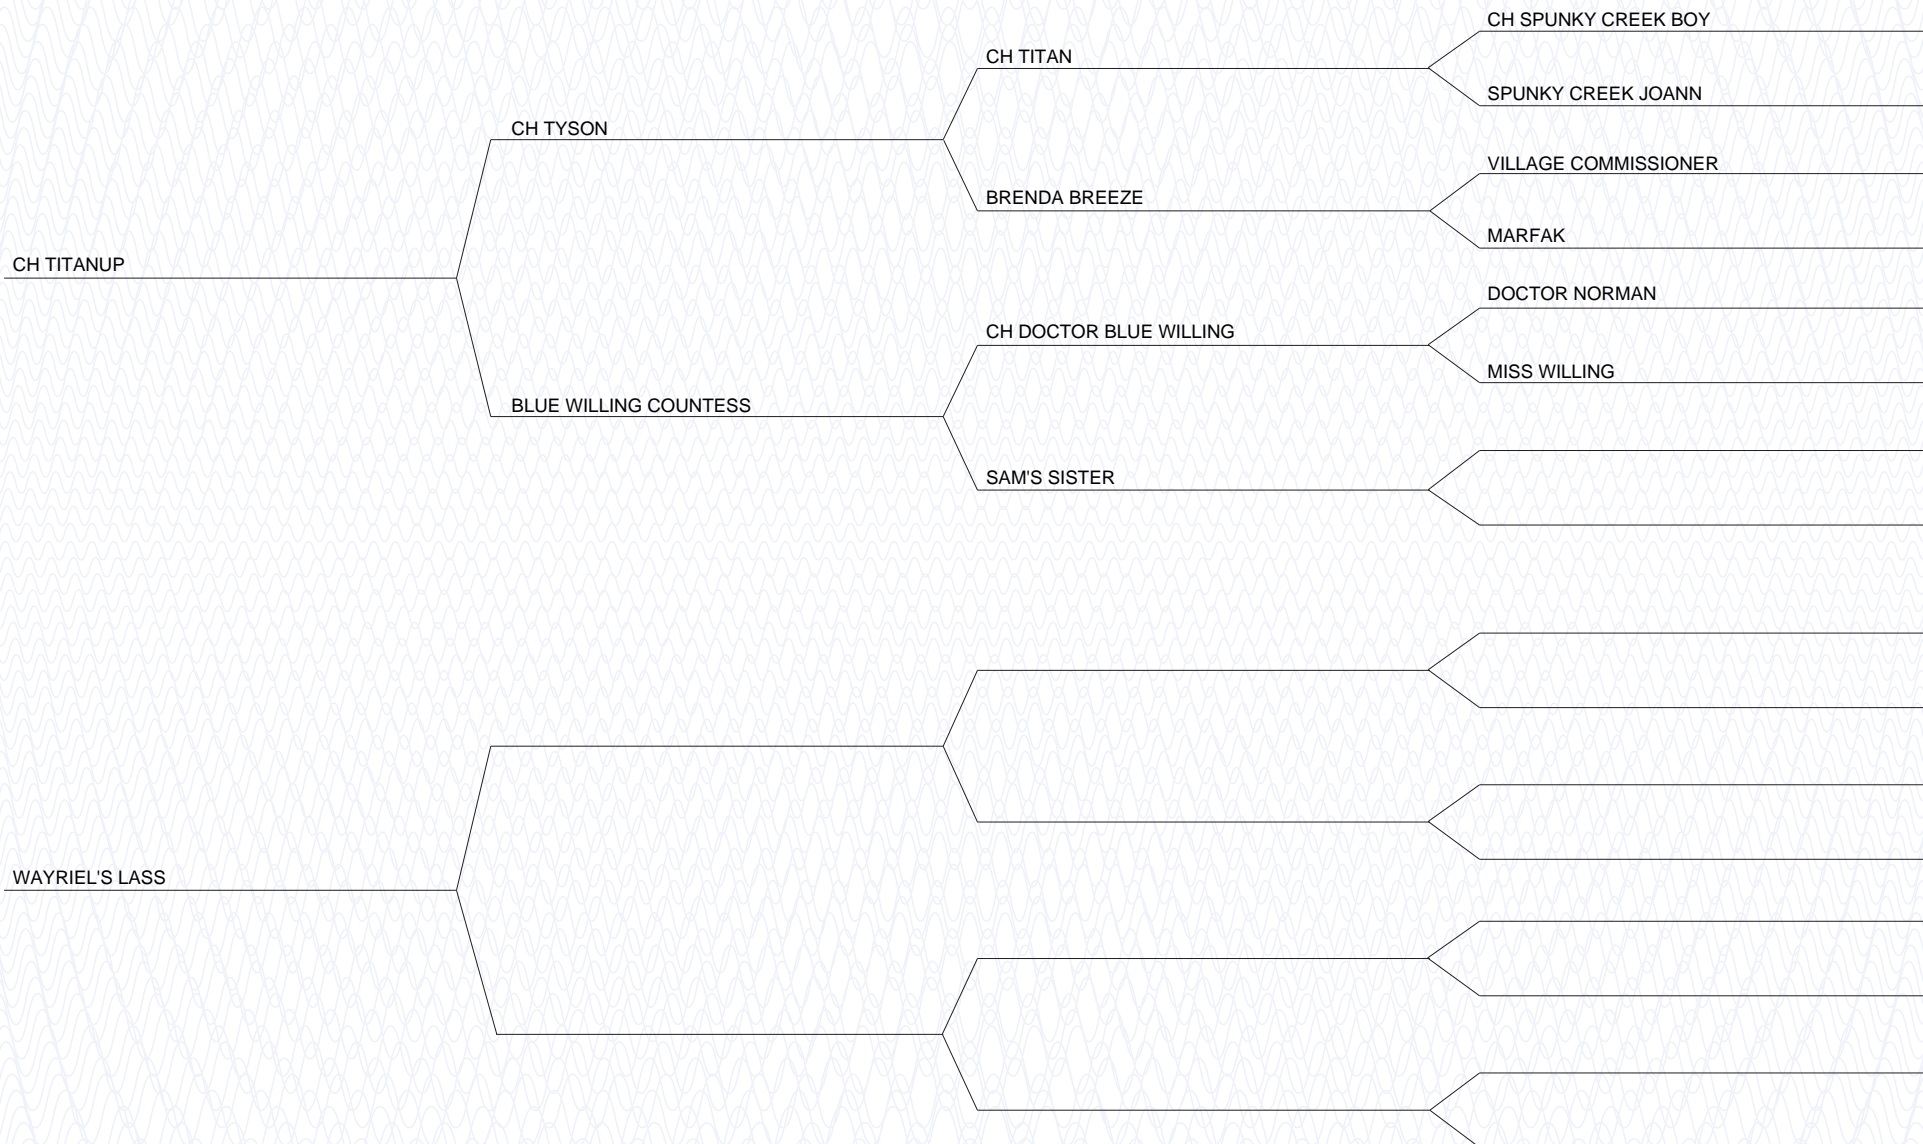 CH SPUNKY CREEK BOY
CH TITAN
SPUNKY CREEK JOANN
CH TYSON
VILLAGE COMMISSIONER
BRENDA BREEZE
MARFAK
CH TITANUP
DOCTOR NORMAN
CH DOCTOR BLUE WILLING
MISS WILLING
BLUE WILLING COUNTESS
SAM'S SISTER
WAYRIEL'S LASS